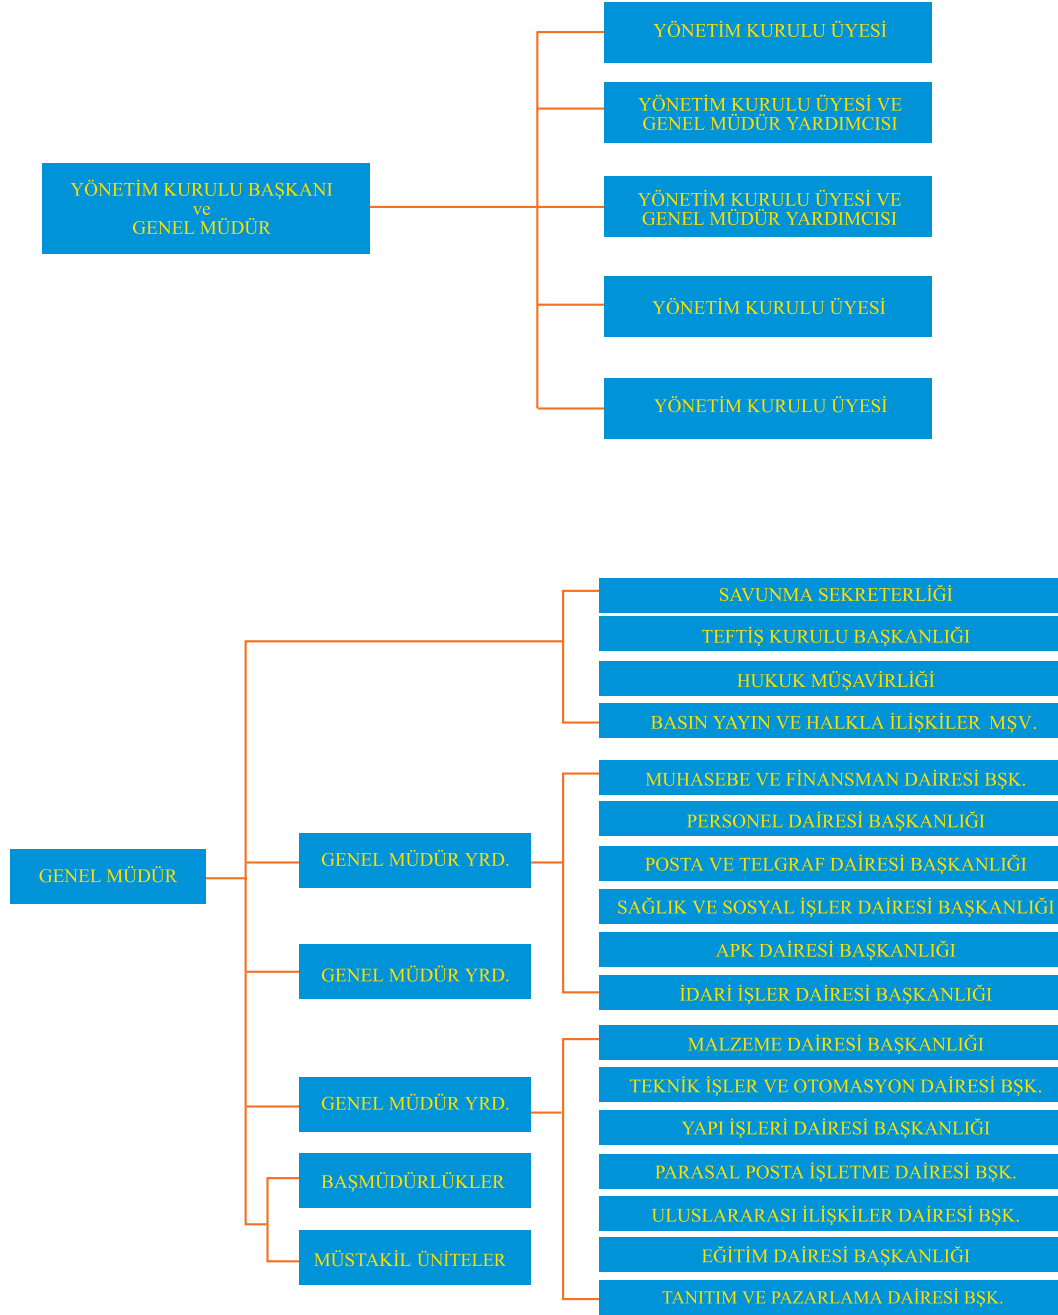 YÖNETİM KURULU ÜYESİ
YÖNETİM KURULU ÜYESİ VE
GENEL MÜDÜR YARDIMCISI
YÖNETİM KURULU BAŞKANI
ve
GENEL MÜDÜR
YÖNETİM KURULU ÜYESİ VE
GENEL MÜDÜR YARDIMCISI
YÖNETİM KURULU ÜYESİ
YÖNETİM KURULU ÜYESİ
SAVUNMA SEKRETERLİĞİ
TEFTİŞ KURULU BAŞKANLIĞI
HUKUK MÜŞAVİRLİĞİ
BASIN YAYIN VE HALKLA İLİŞKİLER MŞV.
GENEL MÜDÜR
GENEL MÜDÜR YRD.
MUHASEBE VE FİNANSMAN DAİRESİ BŞK.
PERSONEL DAİRESİ BAŞKANLIĞI
POSTA VE TELGRAF DAİRESİ BAŞKANLIĞI
SAĞLIK VE SOSYAL İŞLER DAİRESİ BAŞKANLIĞI
APK DAİRESİ BAŞKANLIĞI
İDARİ İŞLER DAİRESİ BAŞKANLIĞI
GENEL MÜDÜR YRD.
GENEL MÜDÜR YRD.
MALZEME DAİRESİ BAŞKANLIĞI
TEKNİK İŞLER VE OTOMASYON DAİRESİ BŞK.
YAPI İŞLERİ DAİRESİ BAŞKANLIĞI
PARASAL POSTA İŞLETME DAİRESİ BŞK.
ULUSLARARASI İLİŞKİLER DAİRESİ BŞK.
EĞİTİM DAİRESİ BAŞKANLIĞI
TANITIM VE PAZARLAMA DAİRESİ BŞK.
BAŞMÜDÜRLÜKLER
MÜSTAKİL ÜNİTELER